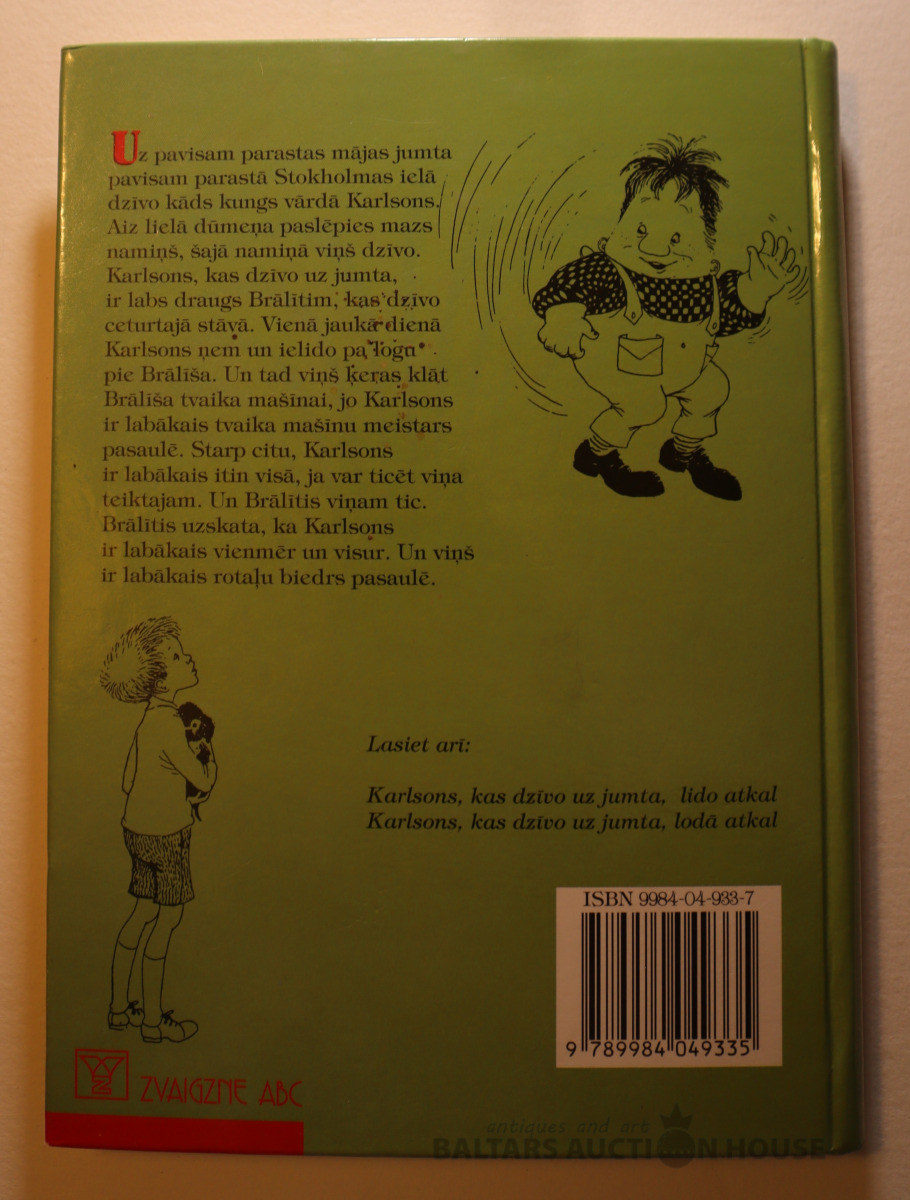 Uz pavisam parastas mājas jumta
pavisam parastā Stokholmas ielā
dzīvo kāds kungs vārdā Karlsons.
Aiz lielā dūmeņa paslēpies mazs
namiņš, šajā namiņā viņš dzīvo.
Karlsons, kas dzīvo uz jumta,
ir labs draugs Brālītim, kas dzīvo
ceturtajā stāvā. Vienā jaukā dienā
Karlsons ņem un ielido pa logu
pie Brālīša. Un tad viņš ķeras klāt
Brālīša tvaika mašīnai, jo Karlsons
ir labākais tvaika mašīnu meistars
pasaulē. Starp citu, Karlsons
ir labākais itin visā, ja var ticēt viņa
teiktajam. Un Brālītis viņam tic.
Brālītis uzskata, ka Karlsons
ir labākais vienmēr un visur. Un viņš
ir labākais rotaļu biedrs pasaulē.
Lasiet arī:
Karlsons, kas dzīvo uz jumta, lido atkal
Karlsons, kas dzīvo uz jumta, lodā atkal
ISBN 9984-04-933-7
9 789984 049335
ZVAIGZNE ABC
antiques and art
BALTARS AUCTION HOUSE